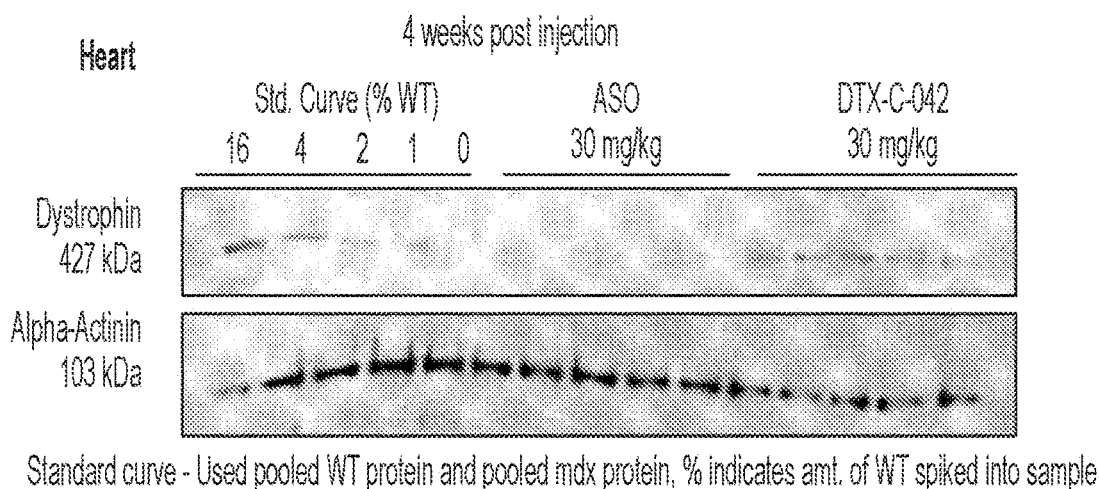 Heart
4 weeks post injection
Std. Curve (% WT)
ASO
DTX-C-042
16 4 2 1 0
30 mg/kg
30 mg/kg
Dystrophin
427 kDa
Alpha-Actinin
103 kDa
Standard curve - Used pooled WT protein and pooled mdx protein, % indicates amt. of WT spiked into sample